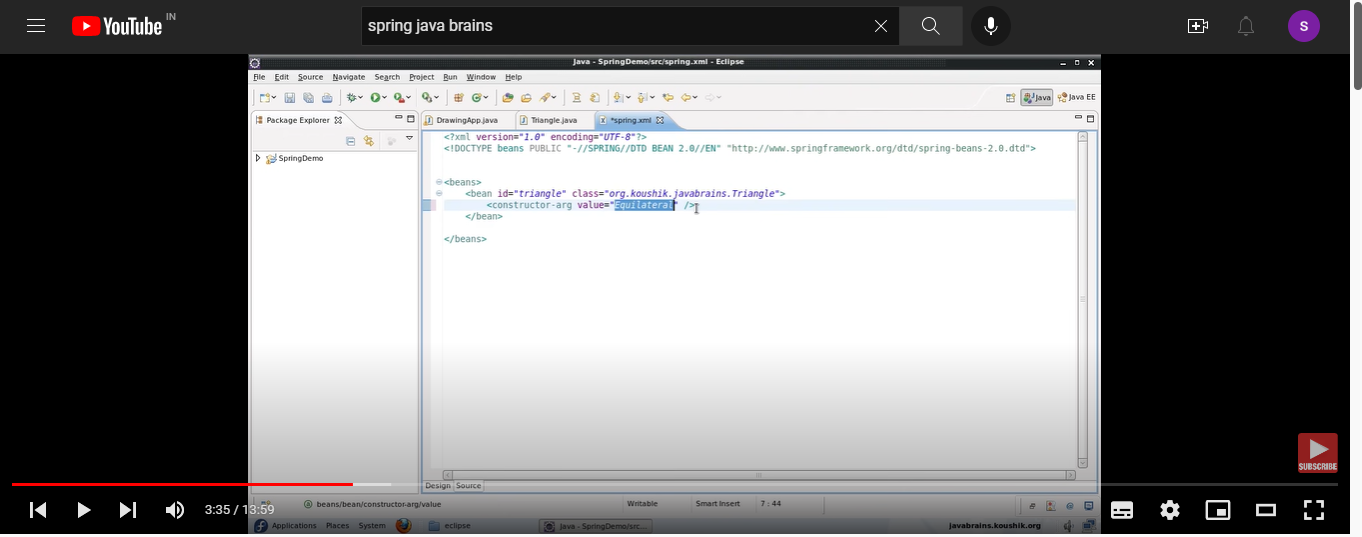 YouTube IN
spring java brains
S
Java - SpringDemo/src/spring.xml - Eclipse
File Edit Source Navigate Search Project Run Window Help
Java Java EE
Package Explorer
DrawingApp.java Triangle.java *spring.xml
SpringDemo
<?xml version="1.0" encoding="UTF-8"?>
<!DOCTYPE beans PUBLIC "-//SPRING//DTD BEAN 2.0//EN" "http://www.springframework.org/dtd/spring-beans-2.0.dtd">
<beans>
<bean id="triangle" class="org.koushik.javabrains.Triangle">
<constructor-arg value="Equilateral" />
</bean>
</beans>
SUBSCRIBE
Design Source
beans/bean/constructor-arg/value Writable Smart Insert 7 : 44
3:35 / 13:59
Applications Places System eclipse Java - SpringDemo/src... javabrains.koushik.org